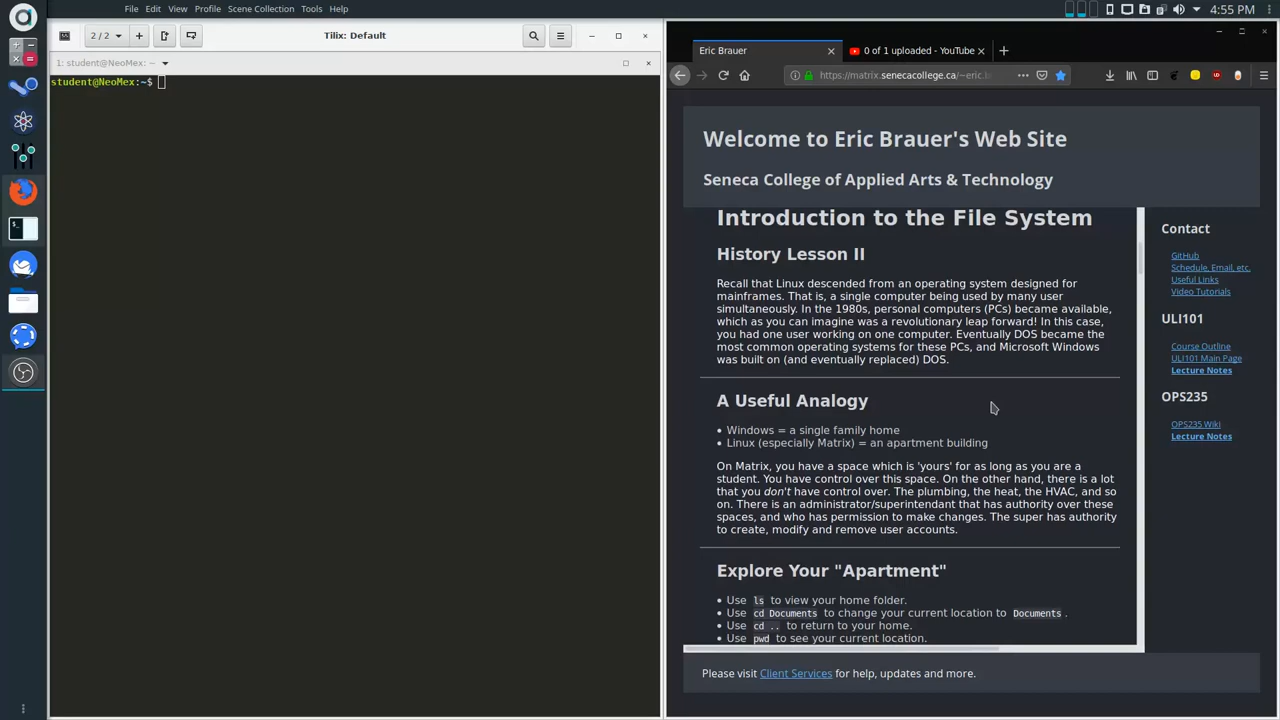 File Edit View Profile Scene Collection Tools Help
4:55 PM
2 / 2
Tilix: Default
1: student@NeoMex:~
student@NeoMex:~$
Eric Brauer
0 of 1 uploaded - YouTube
https://matrix.senecacollege.ca/~eric.b
Welcome to Eric Brauer's Web Site
Seneca College of Applied Arts & Technology
Introduction to the File System
History Lesson II
Recall that Linux descended from an operating system designed for
mainframes. That is, a single computer being used by many user
simultaneously. In the 1980s, personal computers (PCs) became available,
which as you can imagine was a revolutionary leap forward! In this case,
you had one user working on one computer. Eventually DOS became the
most common operating systems for these PCs, and Microsoft Windows
was built on (and eventually replaced) DOS.
A Useful Analogy
• Windows = a single family home
• Linux (especially Matrix) = an apartment building
On Matrix, you have a space which is 'yours' for as long as you are a
student. You have control over this space. On the other hand, there is a lot
that you don't have control over. The plumbing, the heat, the HVAC, and so
on. There is an administrator/superintendant that has authority over these
spaces, and who has permission to make changes. The super has authority
to create, modify and remove user accounts.
Explore Your "Apartment"
• Use ls to view your home folder.
• Use cd Documents to change your current location to Documents .
• Use cd .. to return to your home.
• Use pwd to see your current location.
Contact
GitHub
Schedule, Email, etc.
Useful Links
Video Tutorials
ULI101
Course Outline
ULI101 Main Page
Lecture Notes
OPS235
OPS235 Wiki
Lecture Notes
Please visit Client Services for help, updates and more.